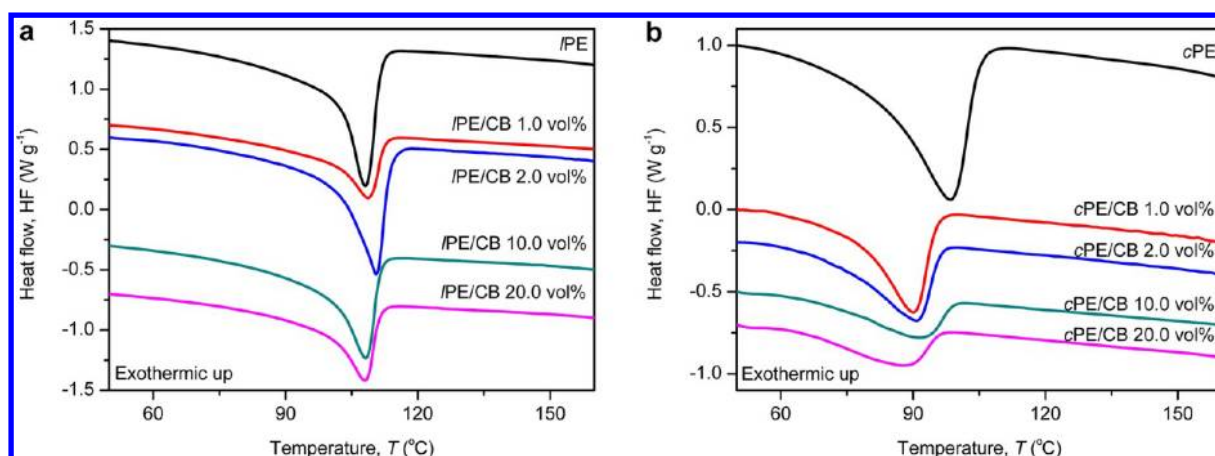 a
1.5
1.0
0.5
0.0
-0.5
-1.0
-1.5
Heat flow, HF (W g⁻¹)
lPE
lPE/CB 1.0 vol%
lPE/CB 2.0 vol%
lPE/CB 10.0 vol%
lPE/CB 20.0 vol%
Exothermic up
60 90 120 150
Temperature, T (°C)
b
1.0
0.5
0.0
-0.5
-1.0
Heat flow, HF (W g⁻¹)
cPE
cPE/CB 1.0 vol%
cPE/CB 2.0 vol%
cPE/CB 10.0 vol%
cPE/CB 20.0 vol%
Exothermic up
60 90 120 150
Temperature, T (°C)